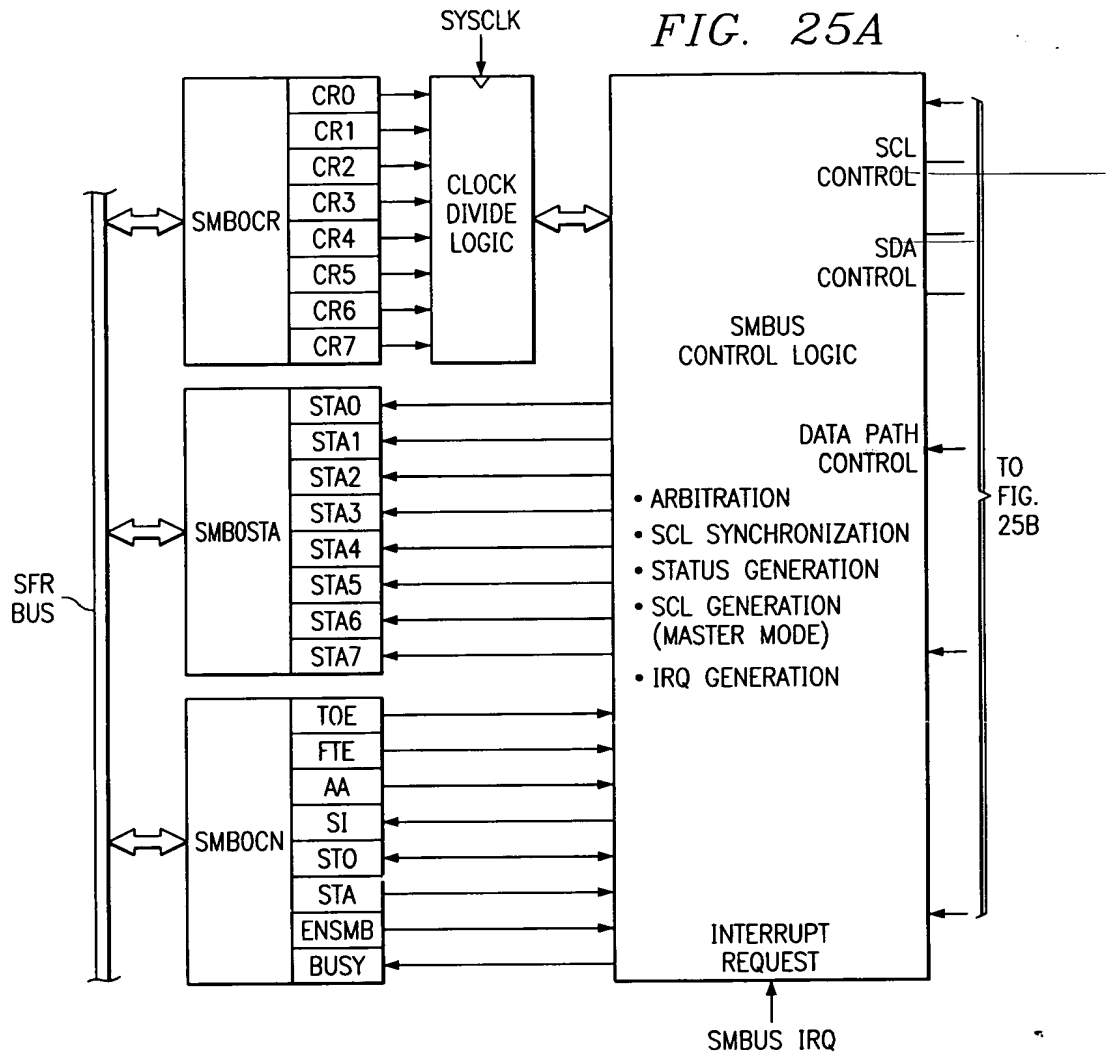 FIG. 25A
SYSCLK
SMB0CR
CR0
CR1
CR2
CR3
CR4
CR5
CR6
CR7
CLOCK
DIVIDE
LOGIC
SCL
CONTROL
SDA
CONTROL
SMBUS
CONTROL LOGIC
DATA PATH
CONTROL
• ARBITRATION
• SCL SYNCHRONIZATION
• STATUS GENERATION
• SCL GENERATION
(MASTER MODE)
• IRQ GENERATION
INTERRUPT
REQUEST
SMBUS IRQ
TO
FIG.
25B
SMB0STA
STA0
STA1
STA2
STA3
STA4
STA5
STA6
STA7
SFR
BUS
SMB0CN
TOE
FTE
AA
SI
STO
STA
ENSMB
BUSY